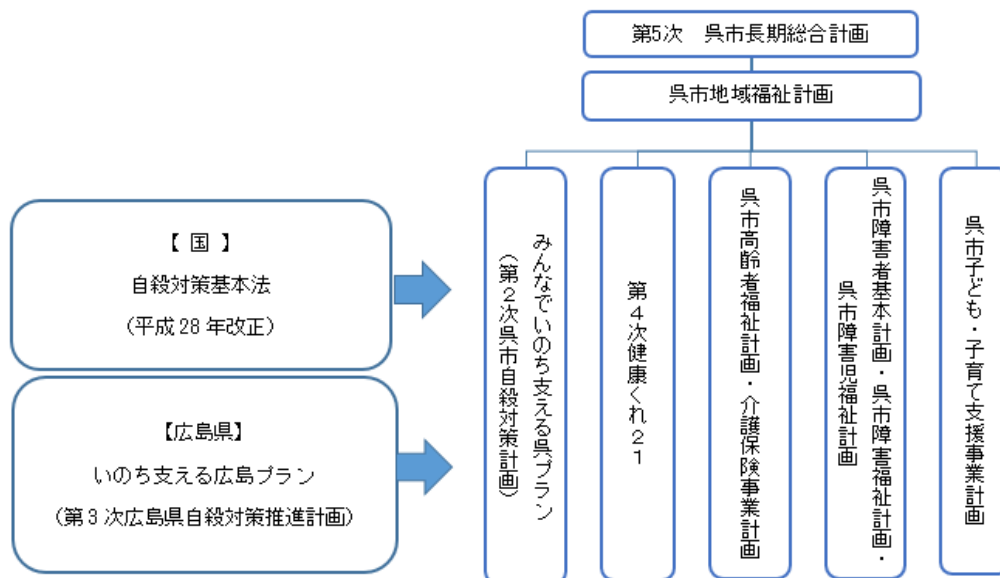 第5次　呉市長期総合計画
呉市地域福祉計画
【 国 】
自殺対策基本法
（平成28年改正）
【広島県】
いのち支える広島プラン
（第3次広島県自殺対策推進計画）
みんなでいのち支える呉プラン
（第２次呉市自殺対策計画）
第４次健康くれ２１
呉市高齢者福祉計画・介護保険事業計画
呉市障害者基本計画・呉市障害福祉計画・
呉市障害児福祉計画
呉市子ども・子育て支援事業計画